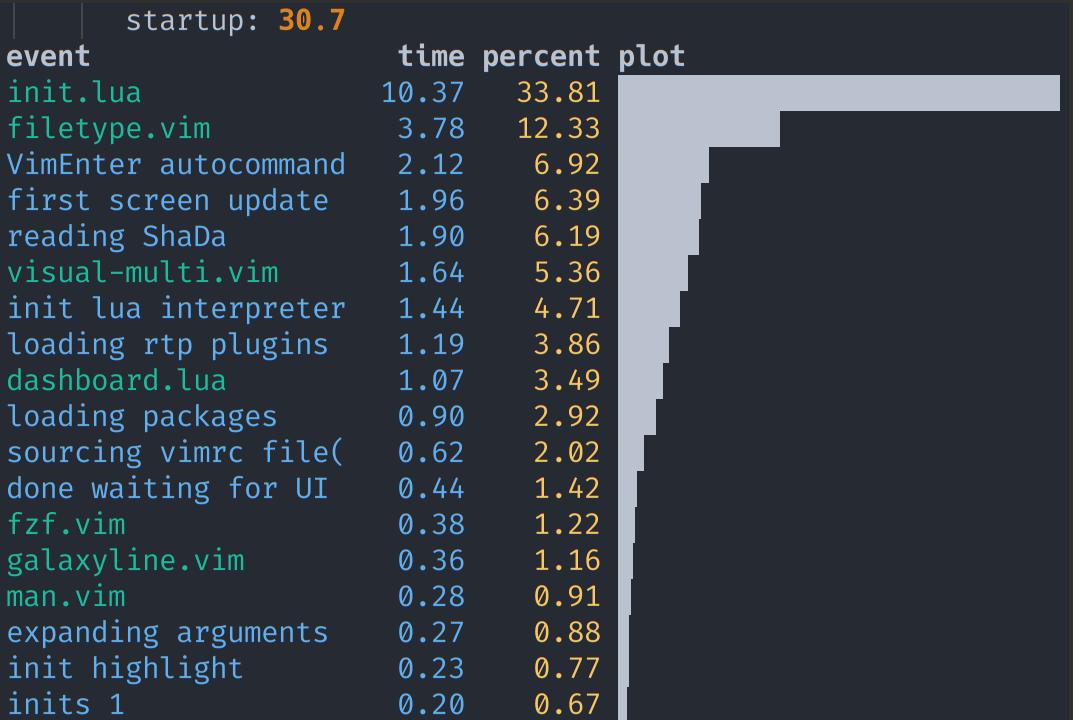 startup: 30.7
event time percent plot
init.lua 10.37 33.81
filetype.vim 3.78 12.33
VimEnter autocommand 2.12 6.92
first screen update 1.96 6.39
reading ShaDa 1.90 6.19
visual-multi.vim 1.64 5.36
init lua interpreter 1.44 4.71
loading rtp plugins 1.19 3.86
dashboard.lua 1.07 3.49
loading packages 0.90 2.92
sourcing vimrc file( 0.62 2.02
done waiting for UI 0.44 1.42
fzf.vim 0.38 1.22
galaxyline.vim 0.36 1.16
man.vim 0.28 0.91
expanding arguments 0.27 0.88
init highlight 0.23 0.77
inits 1 0.20 0.67